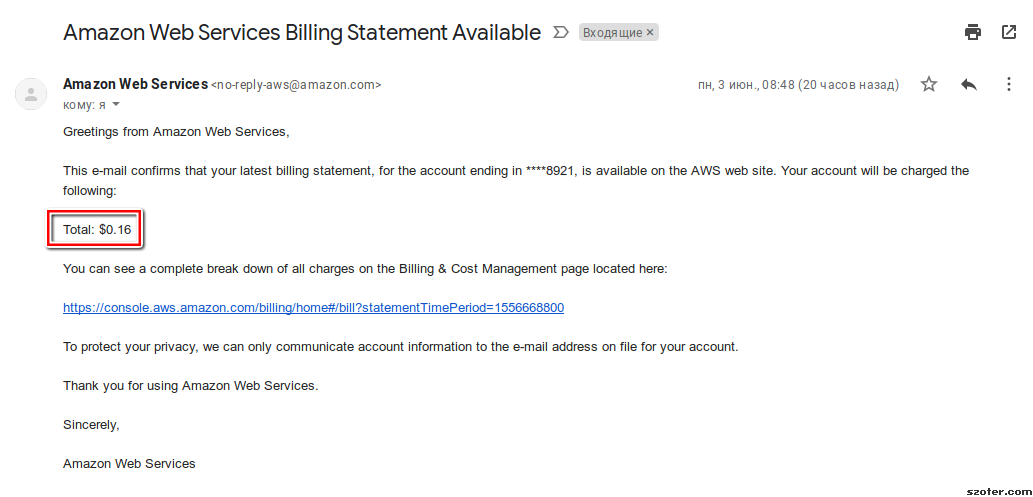 Amazon Web Services Billing Statement Available Входящие ×
Amazon Web Services <no-reply-aws@amazon.com> пн, 3 июн., 08:48 (20 часов назад)
кому: я
Greetings from Amazon Web Services,
This e-mail confirms that your latest billing statement, for the account ending in ****8921, is available on the AWS web site. Your account will be charged the
following:
Total: $0.16
You can see a complete break down of all charges on the Billing & Cost Management page located here:
https://console.aws.amazon.com/billing/home#/bill?statementTimePeriod=1556668800
To protect your privacy, we can only communicate account information to the e-mail address on file for your account.
Thank you for using Amazon Web Services.
Sincerely,
Amazon Web Services
szoter.com